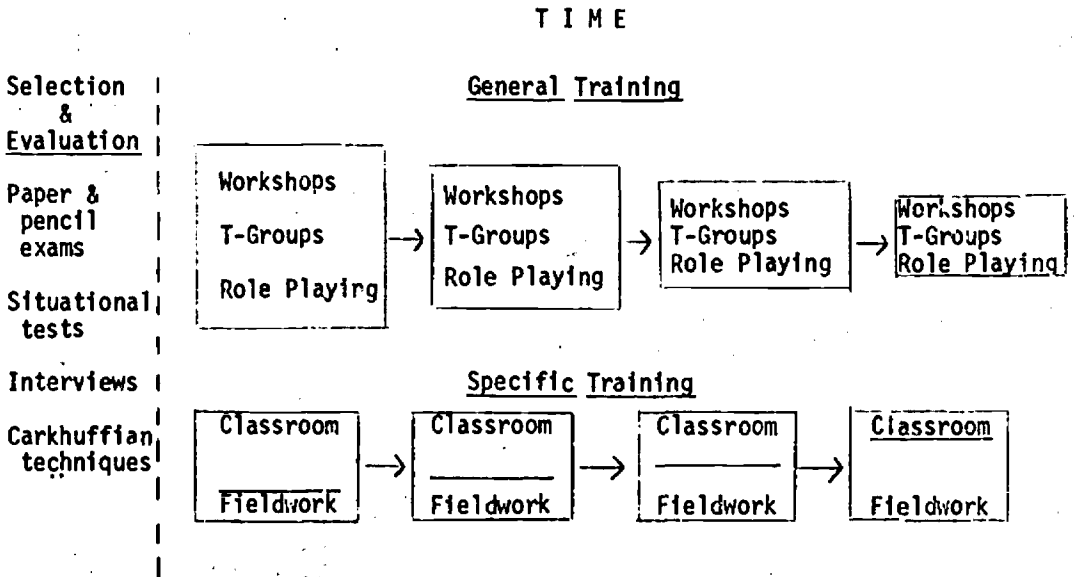 T I M E
Selection
&
Evaluation
Paper &
pencil
exams
Situational
tests
Interviews
Carkhuffian
techniques
General Training
Workshops
T-Groups
Role Playing
Workshops
T-Groups
Role Playing
Workshops
T-Groups
Role Playing
Workshops
T-Groups
Role Playing
Specific Training
Classroom
Fieldwork
Classroom
Fieldwork
Classroom
Fieldwork
Classroom
Fieldwork